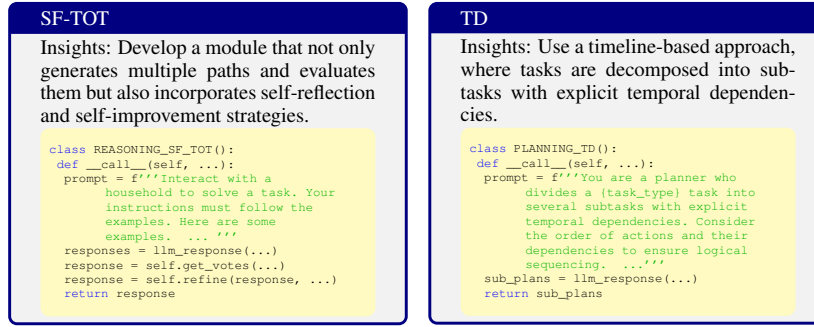 SF-TOT
Insights: Develop a module that not only
generates multiple paths and evaluates
them but also incorporates self-reflection
and self-improvement strategies.
class REASONING_SF_TOT():
def __call__(self, ...):
prompt = f'''Interact with a
household to solve a task. Your
instructions must follow the
examples. Here are some
examples. ... '''
responses = llm_response(...)
response = self.get_votes(...)
response = self.refine(response, ...)
return response
TD
Insights: Use a timeline-based approach,
where tasks are decomposed into sub-
tasks with explicit temporal dependen-
cies.
class PLANNING_TD():
def __call__(self, ...):
prompt = f'''You are a planner who
divides a {task_type} task into
several subtasks with explicit
temporal dependencies. Consider
the order of actions and their
dependencies to ensure logical
sequencing. ...'''
sub_plans = llm_response(...)
return sub_plans